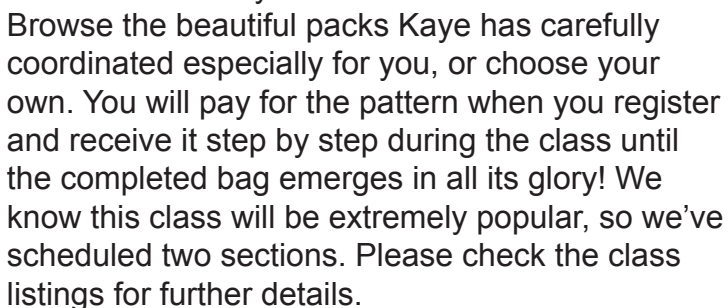 Browse the beautiful packs Kaye has carefully
coordinated especially for you, or choose your
own. You will pay for the pattern when you register
and receive it step by step during the class until
the completed bag emerges in all its glory! We
know this class will be extremely popular, so we’ve
scheduled two sections. Please check the class
listings for further details.